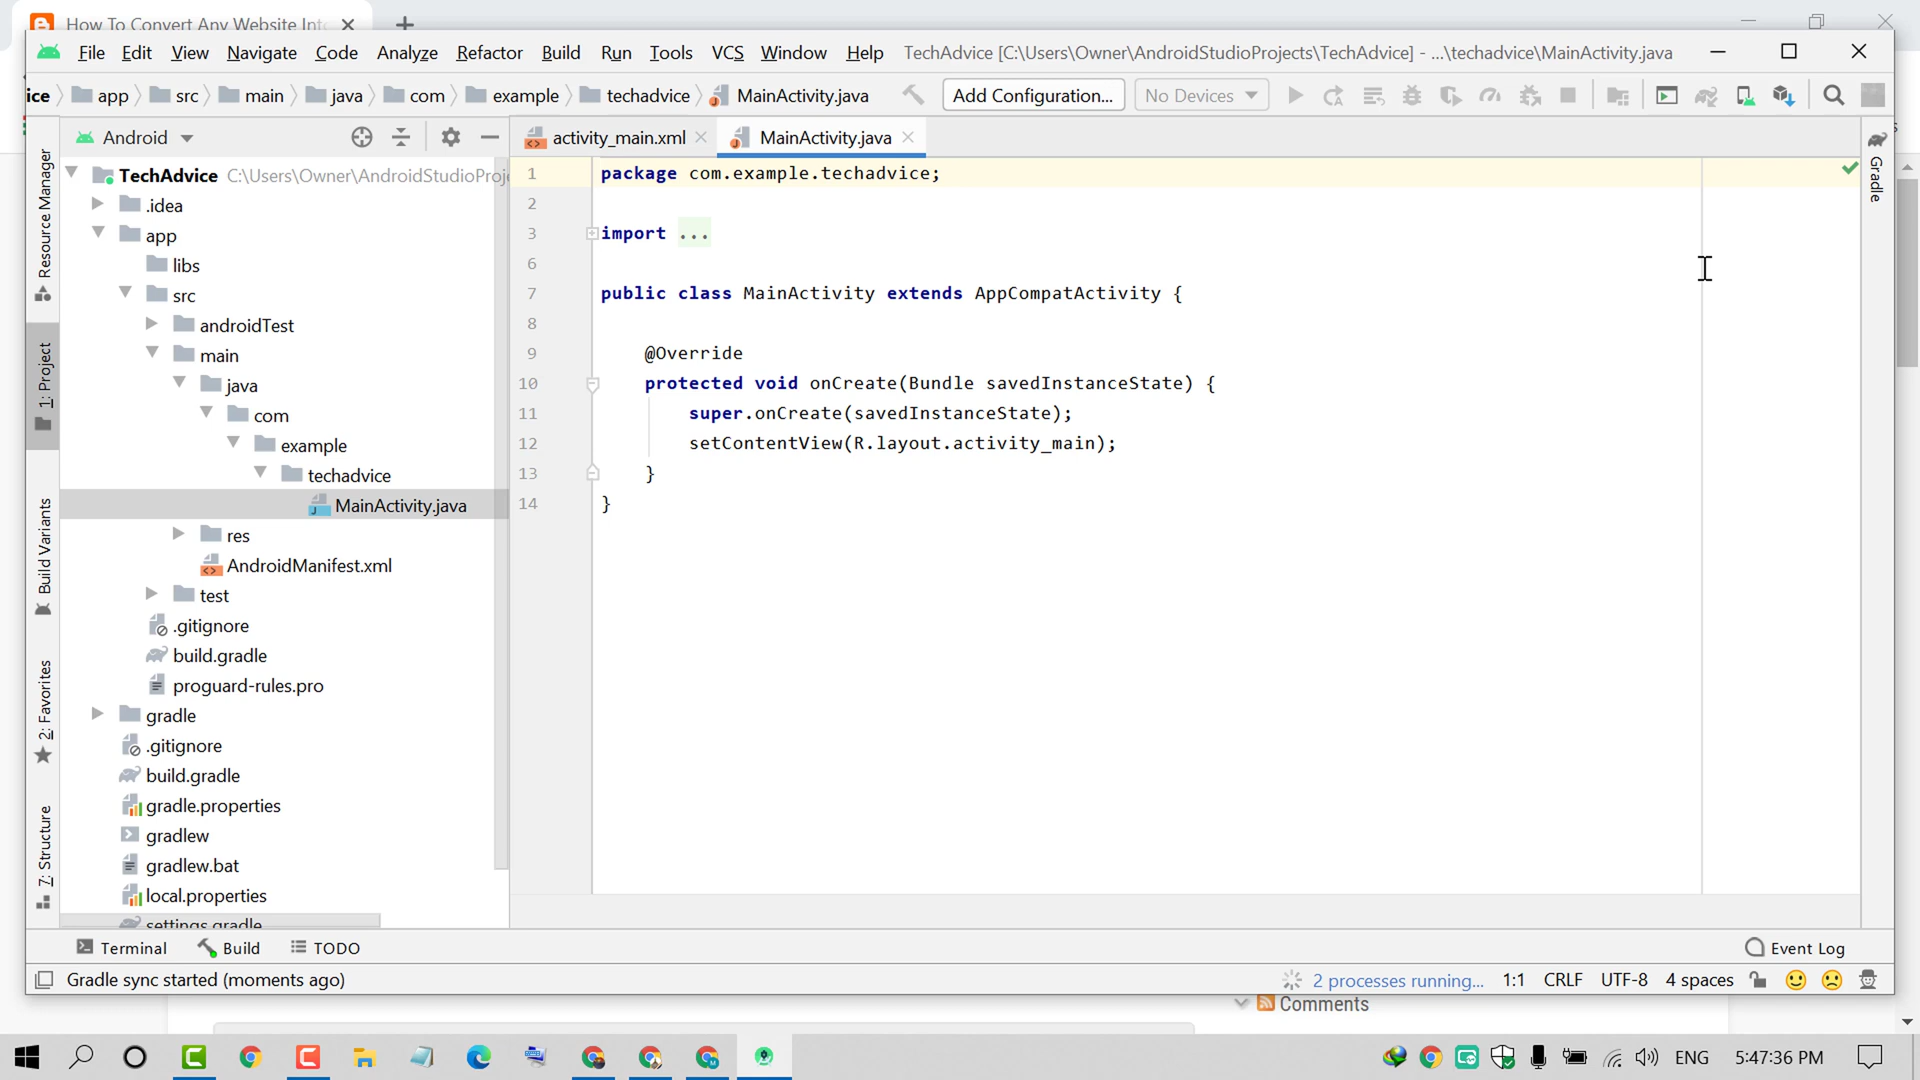 How To Convert Any Website Int
File Edit View Navigate Code Analyze Refactor Build Run Tools VCS Window Help TechAdvice [C:\Users\Owner\AndroidStudioProjects\TechAdvice] - ...\techadvice\MainActivity.java
ice app src main java com example techadvice MainActivity.java Add Configuration... No Devices
Android
activity_main.xml MainActivity.java
Resource Manager
1: Project
Build Variants
2: Favorites
7: Structure
TechAdvice C:\Users\Owner\AndroidStudioProj
.idea
app
libs
src
androidTest
main
java
com
example
techadvice
MainActivity.java
res
AndroidManifest.xml
test
.gitignore
build.gradle
proguard-rules.pro
gradle
.gitignore
build.gradle
gradle.properties
gradlew
gradlew.bat
local.properties
settings.gradle
1 package com.example.techadvice;
2
3 import ...
6
7 public class MainActivity extends AppCompatActivity {
8
9 @Override
10 protected void onCreate(Bundle savedInstanceState) {
11 super.onCreate(savedInstanceState);
12 setContentView(R.layout.activity_main);
13 }
14 }
Gradle
Terminal Build TODO Event Log
Gradle sync started (moments ago) 2 processes running... 1:1 CRLF UTF-8 4 spaces
Comments
ENG 5:47:36 PM